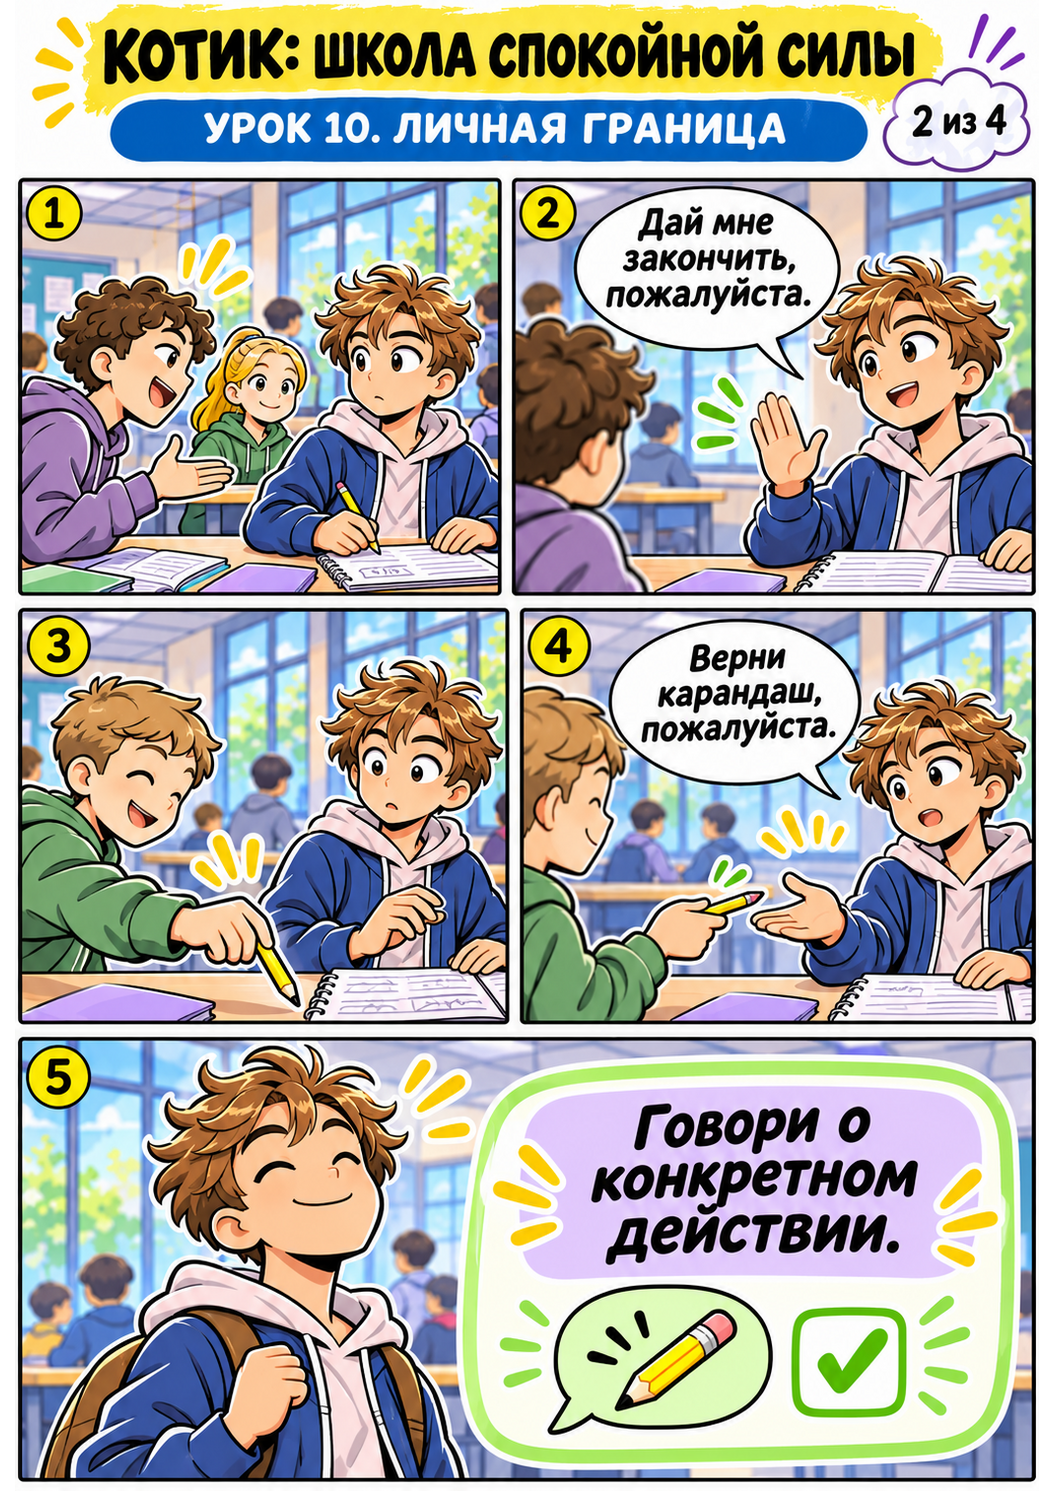 КОТИК: ШКОЛА СПОКОЙНОЙ СИЛЫ
УРОК 10. ЛИЧНАЯ ГРАНИЦА
2 из 4
1
2
Дай мне
закончить,
пожалуйста.
3
4
Верни
карандаш,
пожалуйста.
5
Говори о
конкретном
действии.